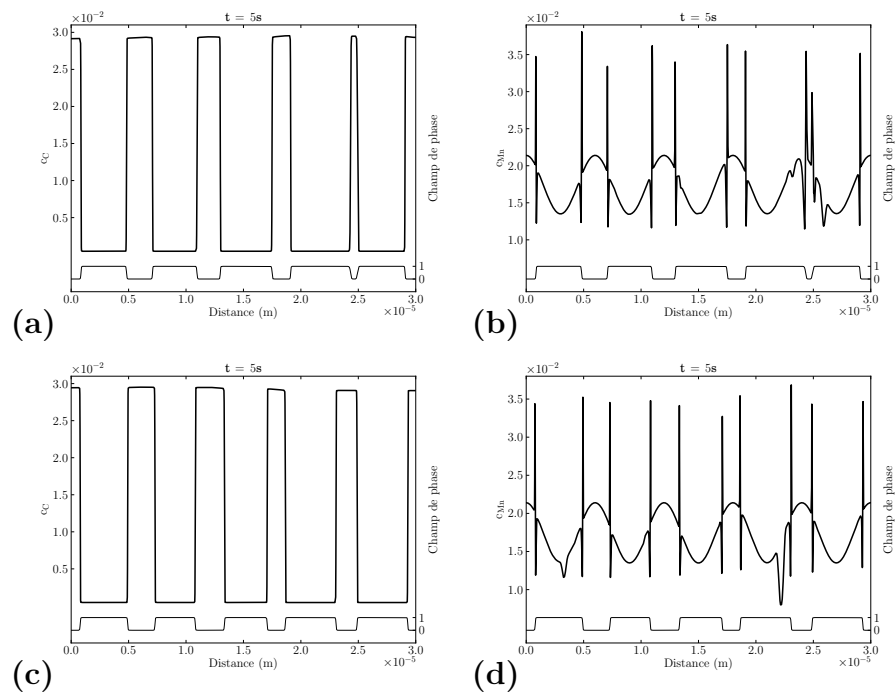 ×10⁻² t = 5s
3.0
2.5
2.0
1.5
1.0
0.5
c_C
Champ de phase
1
0
0.0 0.5 1.0 1.5 2.0 2.5 3.0
Distance (m) ×10⁻⁵
(a)
×10⁻² t = 5s
3.5
3.0
2.5
2.0
1.5
1.0
c_Mn
Champ de phase
1
0
0.0 0.5 1.0 1.5 2.0 2.5 3.0
Distance (m) ×10⁻⁵
(b)
×10⁻² t = 5s
3.0
2.5
2.0
1.5
1.0
0.5
c_C
Champ de phase
1
0
0.0 0.5 1.0 1.5 2.0 2.5 3.0
Distance (m) ×10⁻⁵
(c)
×10⁻² t = 5s
3.5
3.0
2.5
2.0
1.5
1.0
c_Mn
Champ de phase
1
0
0.0 0.5 1.0 1.5 2.0 2.5 3.0
Distance (m) ×10⁻⁵
(d)